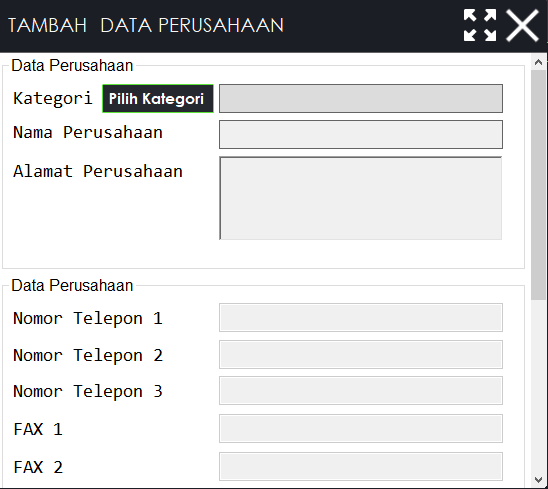 TAMBAH DATA PERUSAHAAN
Data Perusahaan
Kategori Pilih Kategori
Nama Perusahaan
Alamat Perusahaan
Data Perusahaan
Nomor Telepon 1
Nomor Telepon 2
Nomor Telepon 3
FAX 1
FAX 2